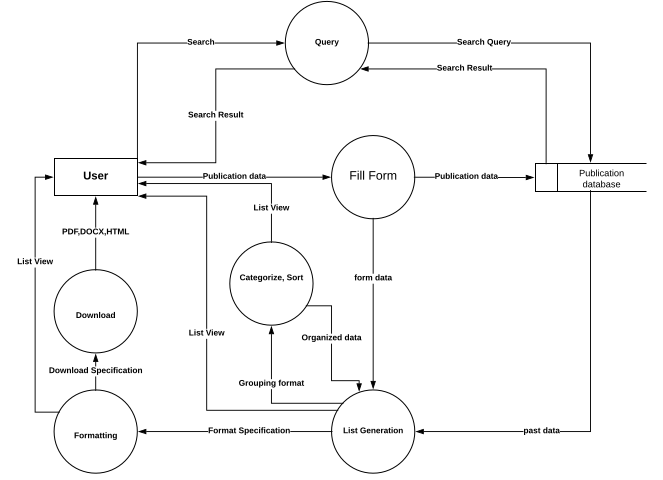 Query
Search
Search Query
Search Result
Search Result
User
Publication data
Fill Form
Publication data
Publication
database
List View
PDF,DOCX,HTML
List View
Categorize, Sort
form data
Download
List View
Organized data
Download Specification
Grouping format
Formatting
Format Specification
List Generation
past data